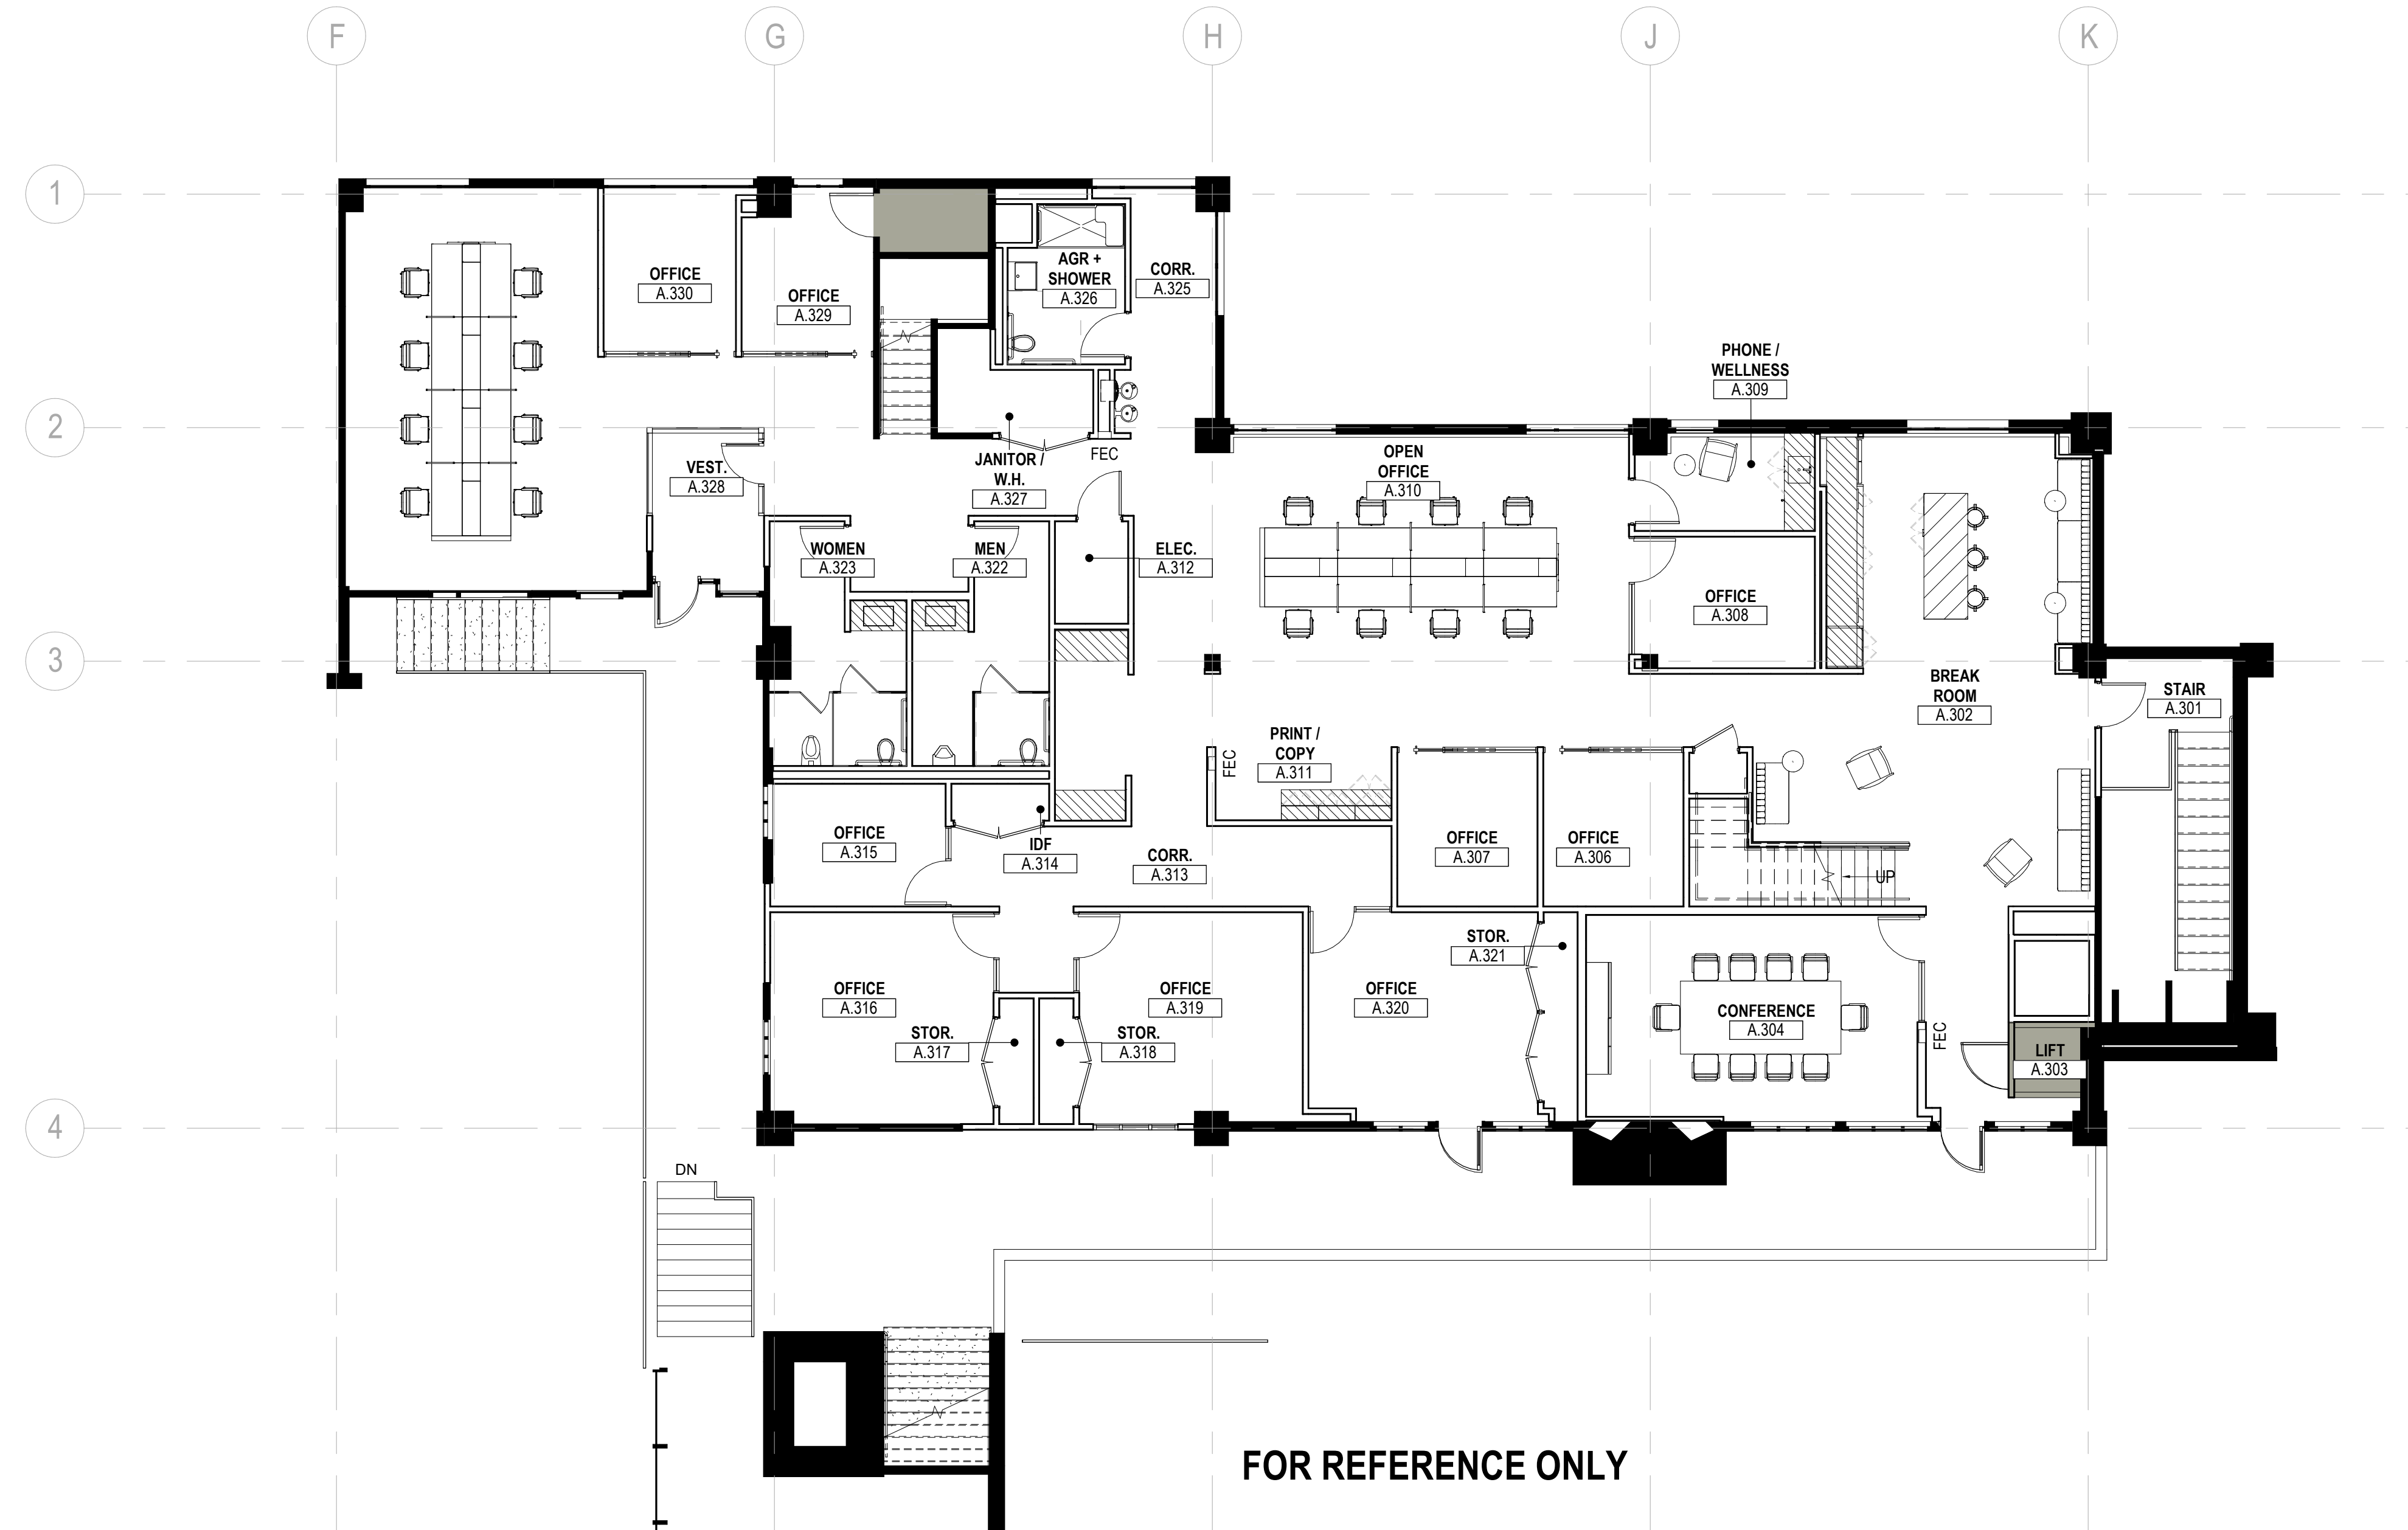 F
G
H
J
K
1
OFFICE
A.330
OFFICE
A.329
AGR +
SHOWER
A.326
CORR.
A.325
PHONE /
WELLNESS
A.309
2
VEST.
A.328
JANITOR /
W.H.
A.327
FEC
OPEN
OFFICE
A.310
WOMEN
A.323
MEN
A.322
ELEC.
A.312
OFFICE
A.308
3
BREAK
ROOM
A.302
STAIR
A.301
PRINT /
COPY
A.311
FEC
OFFICE
A.315
IDF
A.314
CORR.
A.313
OFFICE
A.307
OFFICE
A.306
UP
OFFICE
A.316
STOR.
A.317
STOR.
A.318
OFFICE
A.319
OFFICE
A.320
STOR.
A.321
CONFERENCE
A.304
FEC
LIFT
A.303
4
DN
FOR REFERENCE ONLY